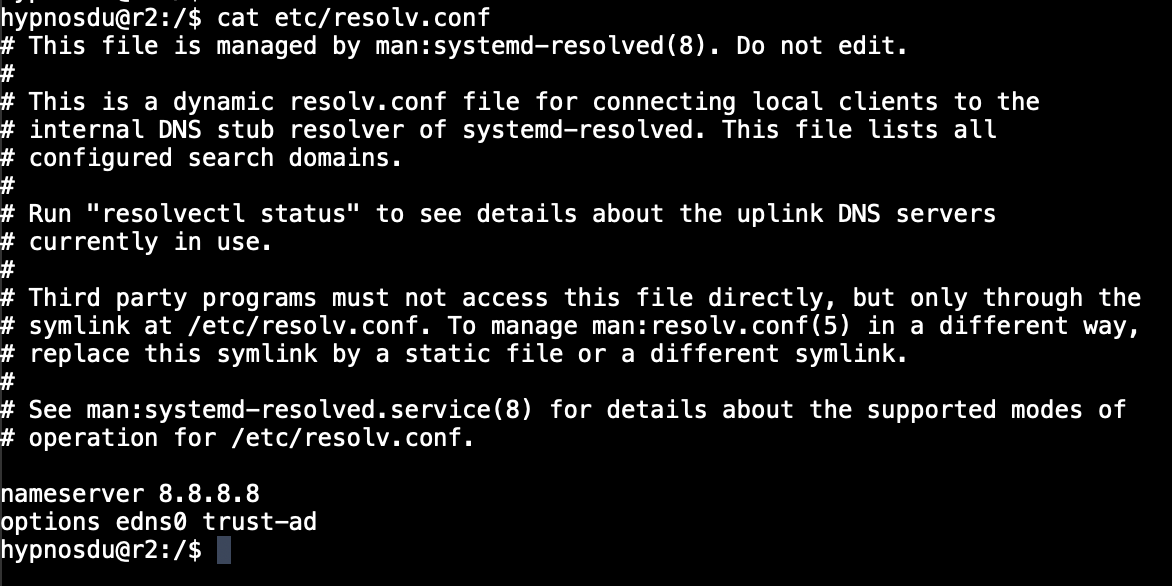 hypnosdu@r2:/$ cat etc/resolv.conf
# This file is managed by man:systemd-resolved(8). Do not edit.
#
# This is a dynamic resolv.conf file for connecting local clients to the
# internal DNS stub resolver of systemd-resolved. This file lists all
# configured search domains.
#
# Run "resolvectl status" to see details about the uplink DNS servers
# currently in use.
#
# Third party programs must not access this file directly, but only through the
# symlink at /etc/resolv.conf. To manage man:resolv.conf(5) in a different way,
# replace this symlink by a static file or a different symlink.
#
# See man:systemd-resolved.service(8) for details about the supported modes of
# operation for /etc/resolv.conf.

nameserver 8.8.8.8
options edns0 trust-ad
hypnosdu@r2:/$